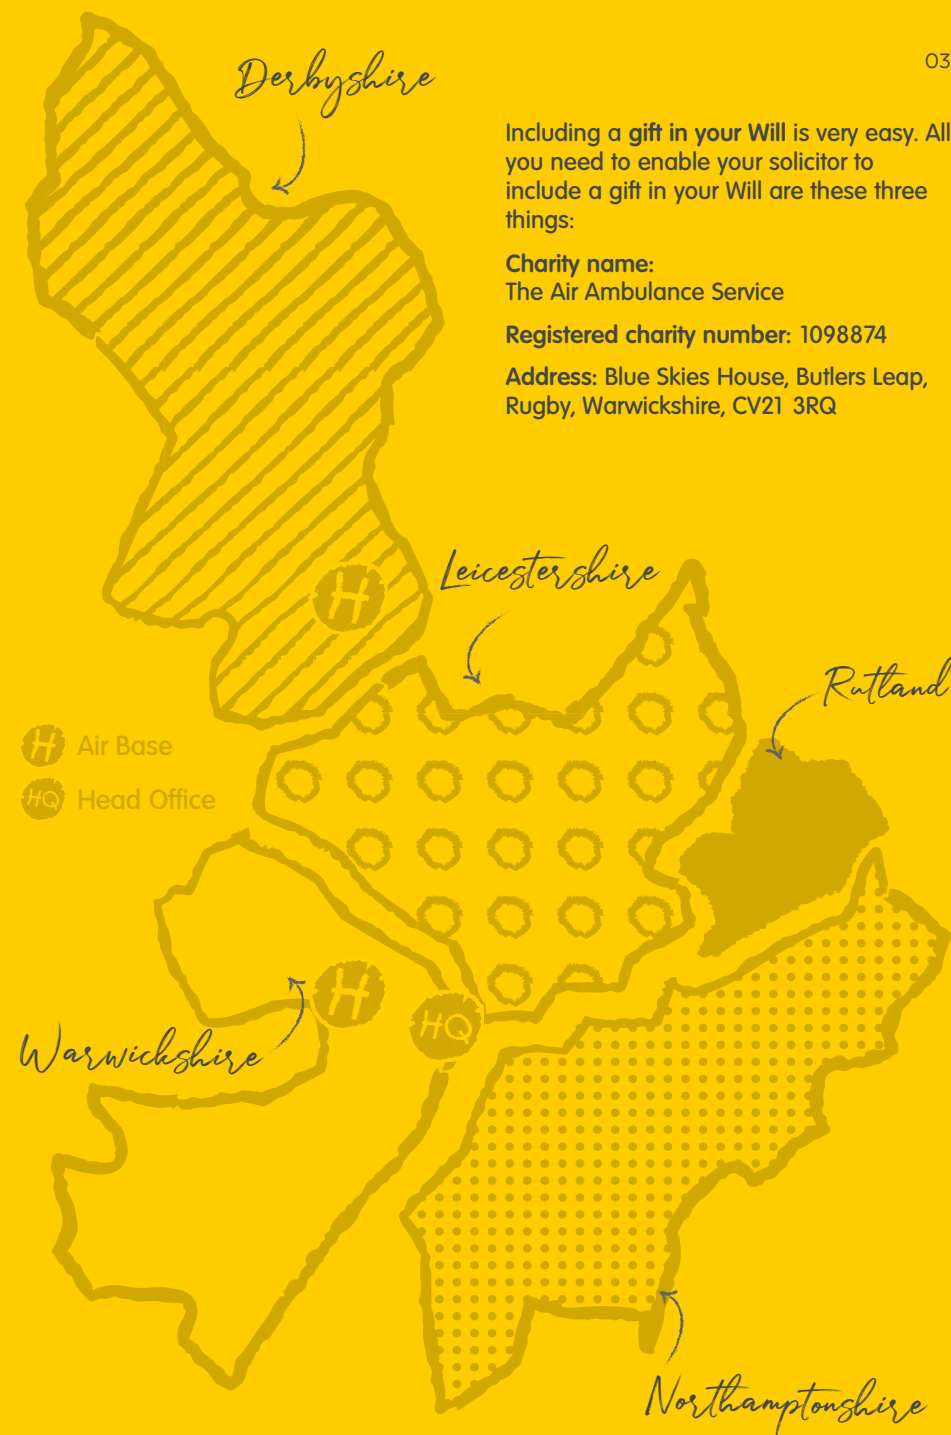 03
Derbyshire
Including a gift in your Will is very easy. All
you need to enable your solicitor to
include a gift in your Will are these three
things:
Charity name:
The Air Ambulance Service
Registered charity number: 1098874
Address: Blue Skies House, Butlers Leap,
Rugby, Warwickshire, CV21 3RQ
Leicestershire
H
Rutland
H Air Base
HQ Head Office
H
HQ
Warwickshire
Northamptonshire